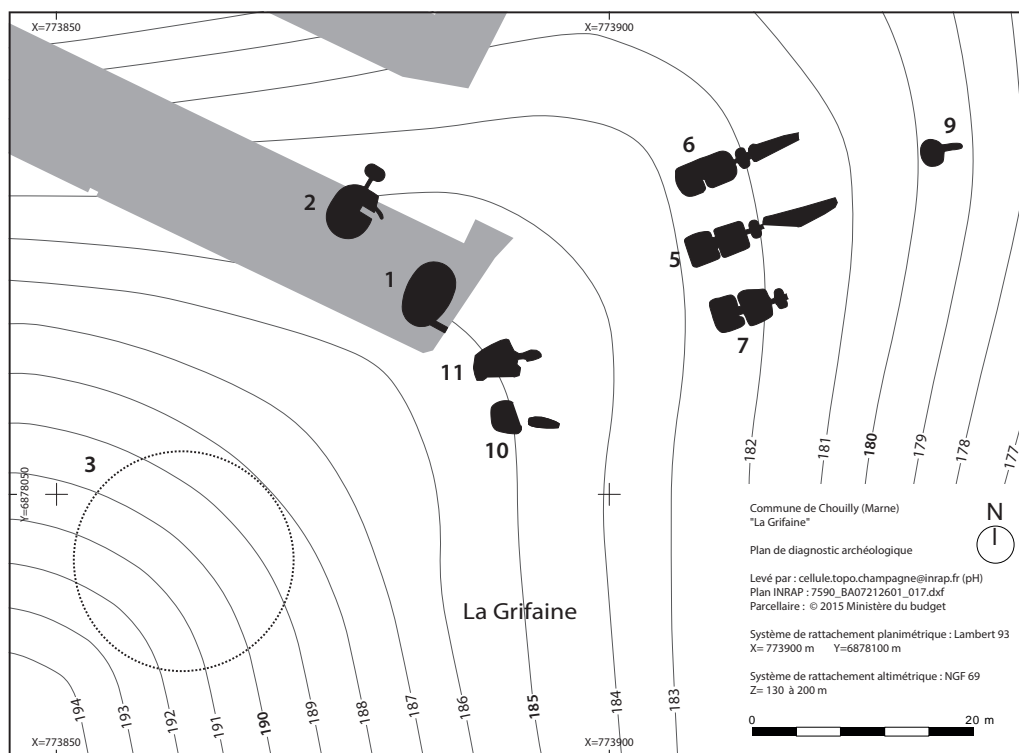 X=773850
X=773900
9
6
2
5
1
7
11
10
3
Y=6878050
182
181
180
179
178
177
Commune de Chouilly (Marne)
"La Grifaine"
N
Plan de diagnostic archéologique
Levé par : cellule.topo.champagne@inrap.fr (pH)
Plan INRAP : 7590_BA07212601_017.dxf
Parcellaire : © 2015 Ministère du budget
La Grifaine
Système de rattachement planimétrique : Lambert 93
X= 773900 m Y=6878100 m
Système de rattachement altimétrique : NGF 69
Z= 130 à 200 m
194
193
192
191
190
189
188
187
186
185
184
183
0 20 m
X=773850
X=773900